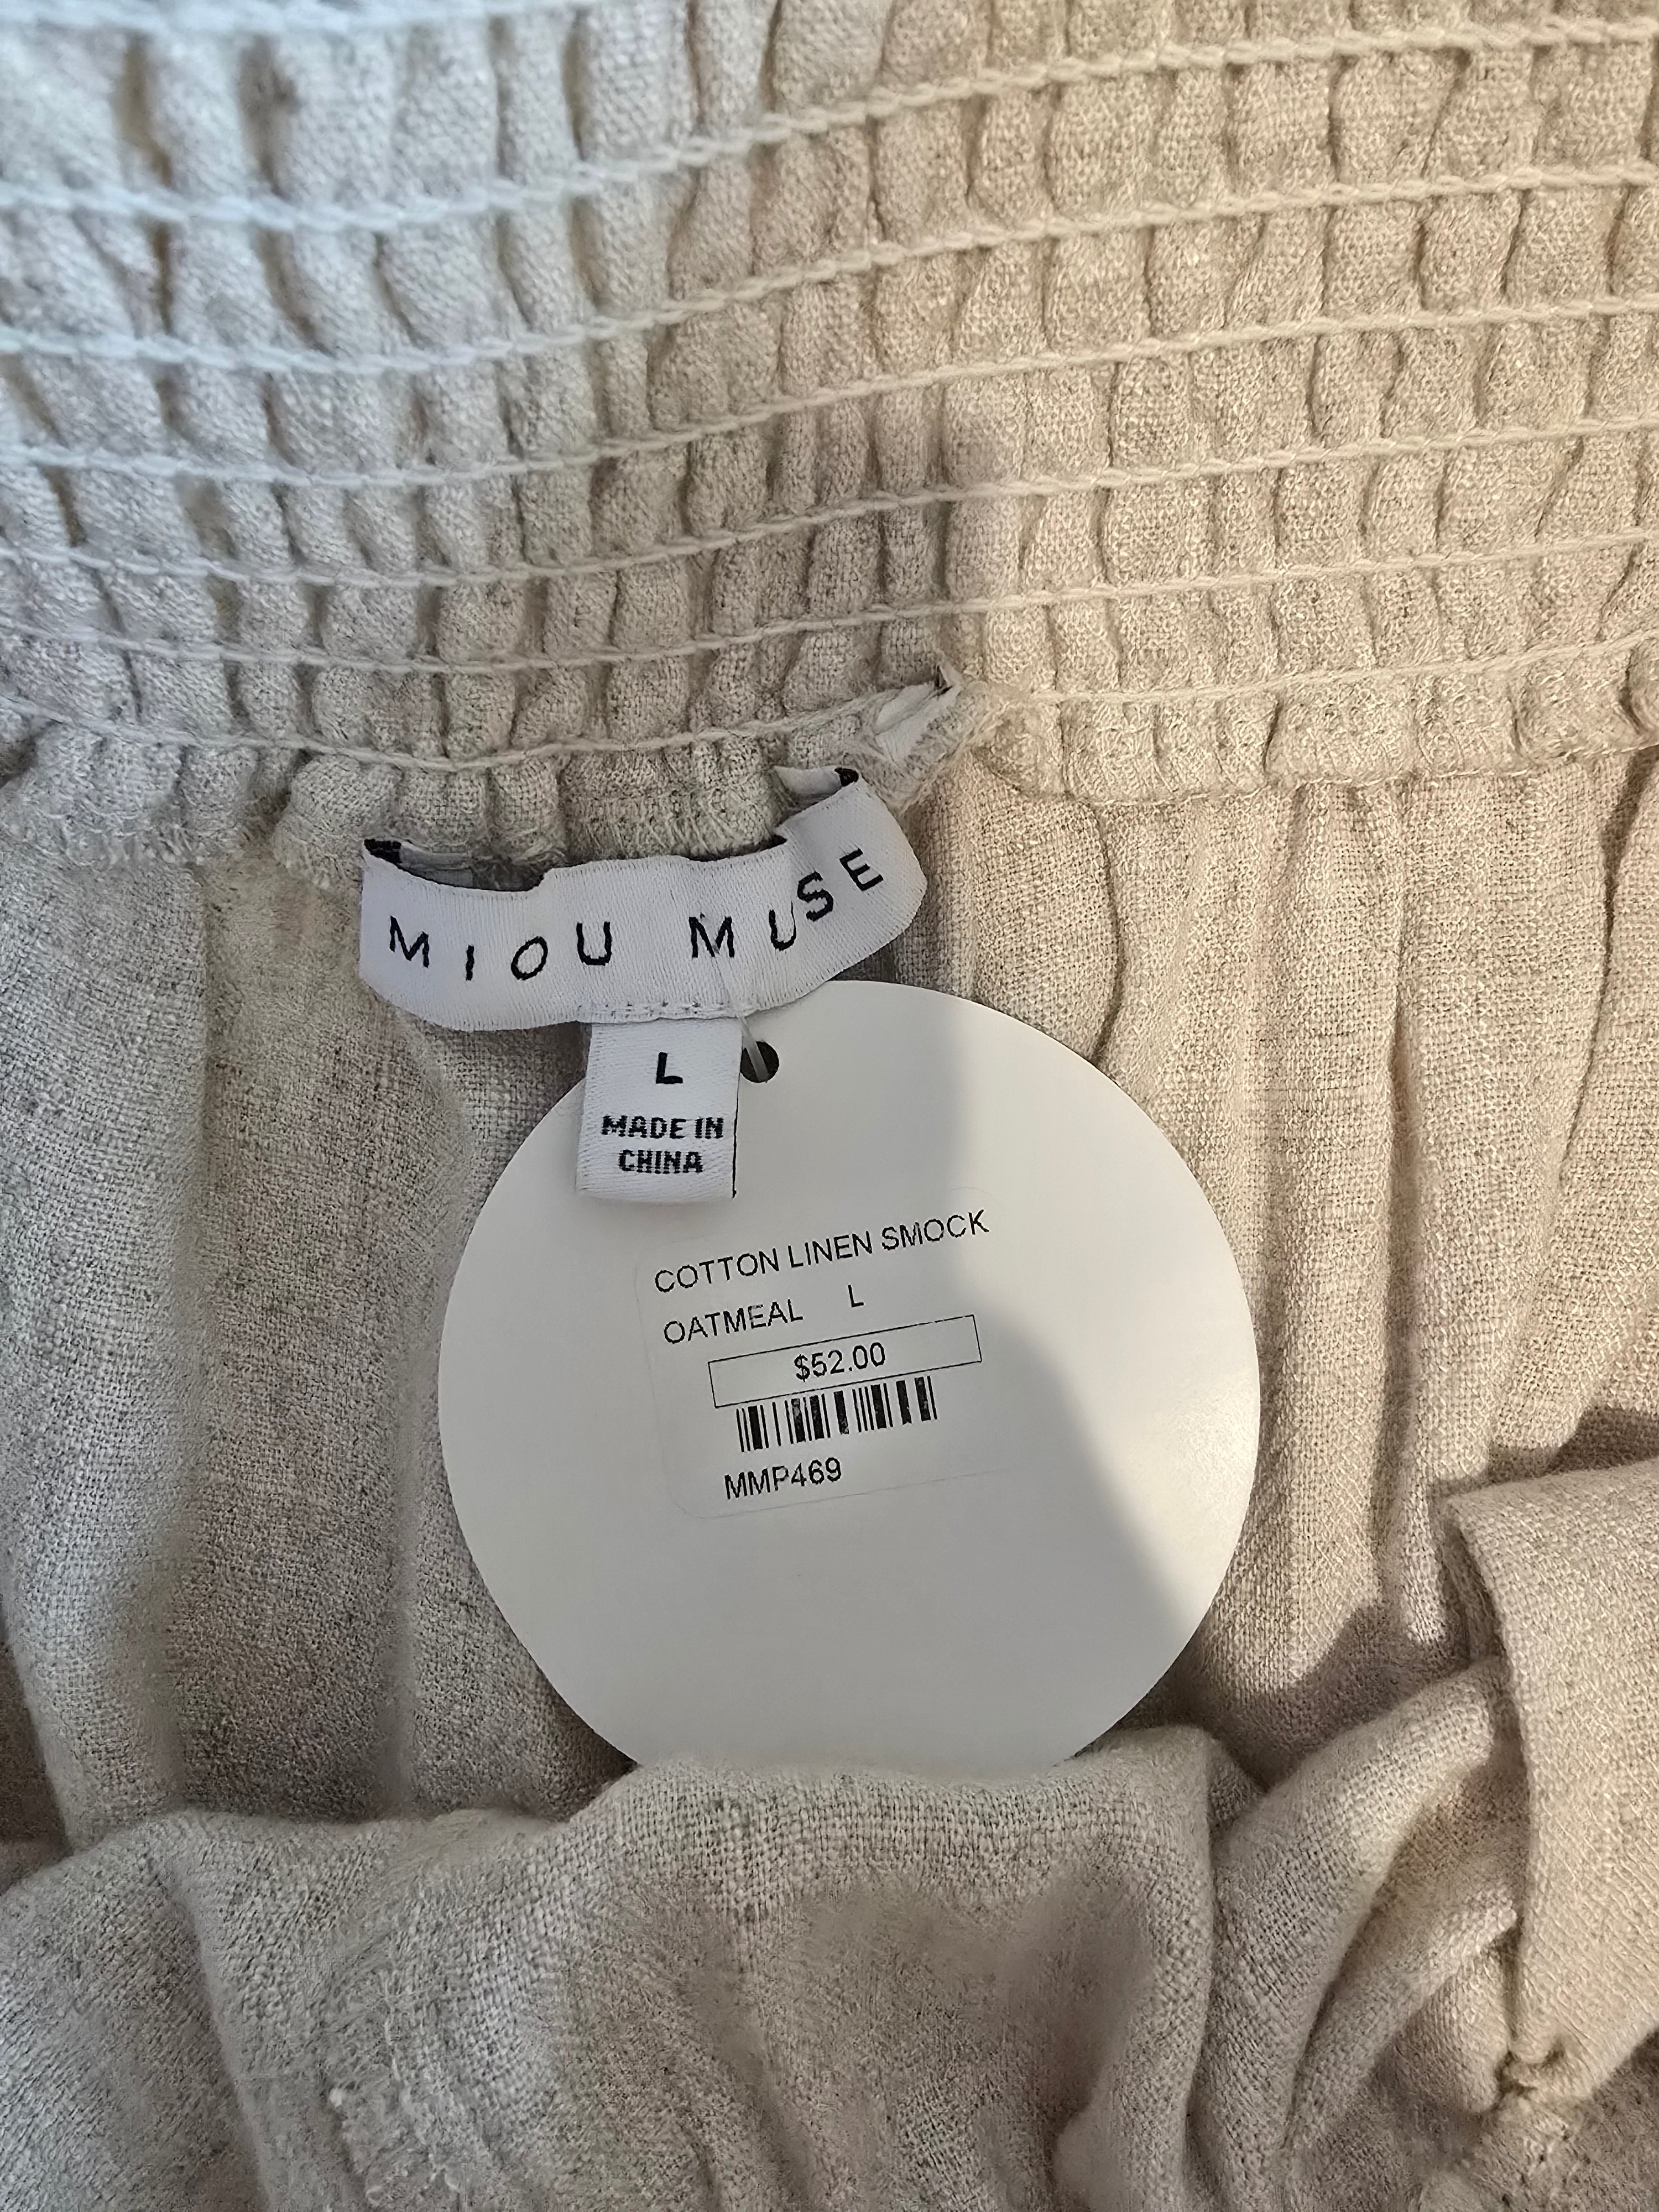 MIOU MUSE
L
MADE IN
CHINA
COTTON LINEN SMOCK
OATMEAL L
$52.00
MMP469